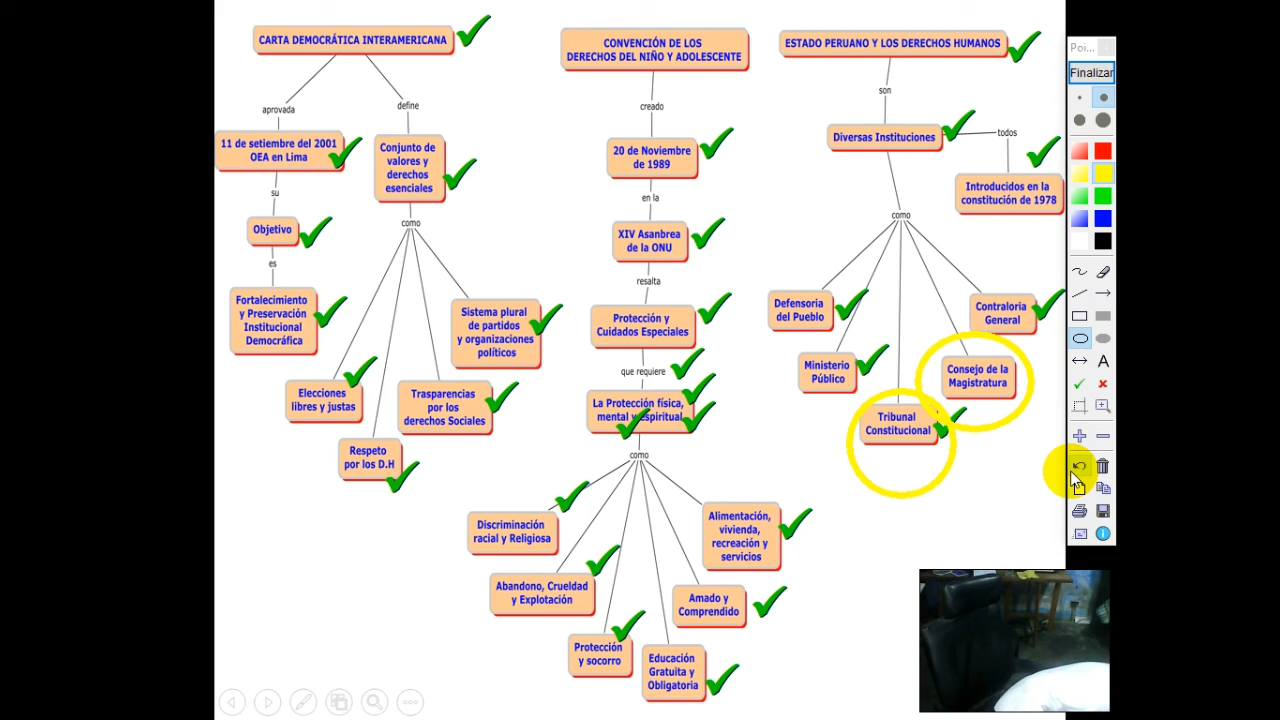 CARTA DEMOCRÁTICA INTERAMERICANA
aprovada
define
11 de setiembre del 2001
OEA en Lima
Conjunto de
valores y
derechos
esenciales
su
Objetivo
es
Fortalecimiento
y Preservación
Institucional
Democráfica
como
Elecciones
libres y justas
Respeto
por los D.H
Trasparencias
por los
derechos Sociales
Sistema plural
de partidos
y organizaciones
políticos
CONVENCIÓN DE LOS
DERECHOS DEL NIÑO Y ADOLESCENTE
creado
20 de Noviembre
de 1989
en la
XIV Asanbrea
de la ONU
resalta
Protección y
Cuidados Especiales
que requiere
La Protección física,
mental y espiritual
como
Discriminación
racial y Religiosa
Abandono, Crueldad
y Explotación
Protección
y socorro
Educación
Gratuita y
Obligatoria
Amado y
Comprendido
Alimentación,
vivienda,
recreación y
servicios
ESTADO PERUANO Y LOS DERECHOS HUMANOS
son
Diversas Instituciones
todos
Introducidos en la
constitución de 1978
como
Defensoria
del Pueblo
Ministerio
Público
Tribunal
Constitucional
Consejo de la
Magistratura
Contraloria
General
Poi...
Finalizar
A